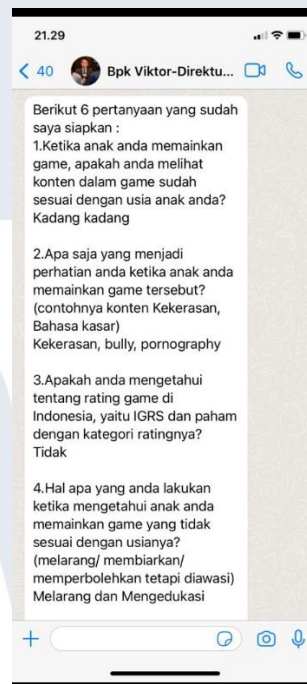 21.29
40 Bpk Viktor-Direktu...
Berikut 6 pertanyaan yang sudah
saya siapkan :
1.Ketika anak anda memainkan
game, apakah anda melihat
konten dalam game sudah
sesuai dengan usia anak anda?
Kadang kadang
2.Apa saja yang menjadi
perhatian anda ketika anak anda
memainkan game tersebut?
(contohnya konten Kekerasan,
Bahasa kasar)
Kekerasan, bully, pornography
3.Apakah anda mengetahui
tentang rating game di
Indonesia, yaitu IGRS dan paham
dengan kategori ratingnya?
Tidak
4.Hal apa yang anda lakukan
ketika mengetahui anak anda
memainkan game yang tidak
sesuai dengan usianya?
(melarang/ membiarkan/
memperbolehkan tetapi diawasi)
Melarang dan Mengedukasi